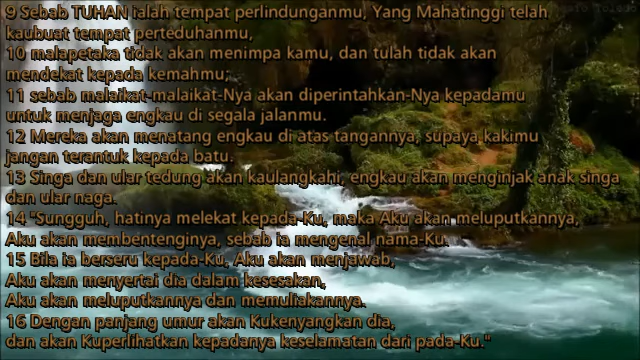 9 Sebab TUHAN ialah tempat perlindunganmu, Yang Mahatinggi telah
kaubuat tempat perteduhanmu,
10 malapetaka tidak akan menimpa kamu, dan tulah tidak akan
mendekat kepada kemahmu;
11 sebab malaikat-malaikat-Nya akan diperintahkan-Nya kepadamu
untuk menjaga engkau di segala jalanmu.
12 Mereka akan menatang engkau di atas tangannya, supaya kakimu
jangan terantuk kepada batu.
13 Singa dan ular tedung akan kaulangkahi, engkau akan menginjak anak singa
dan ular naga.
14 "Sungguh, hatinya melekat kepada-Ku, maka Aku akan meluputkannya,
Aku akan membentenginya, sebab ia mengenal nama-Ku.
15 Bila ia berseru kepada-Ku, Aku akan menjawab,
Aku akan menyertai dia dalam kesesakan,
Aku akan meluputkannya dan memuliakannya.
16 Dengan panjang umur akan Kukenyangkan dia,
dan akan Kuperlihatkan kepadanya keselamatan dari pada-Ku."